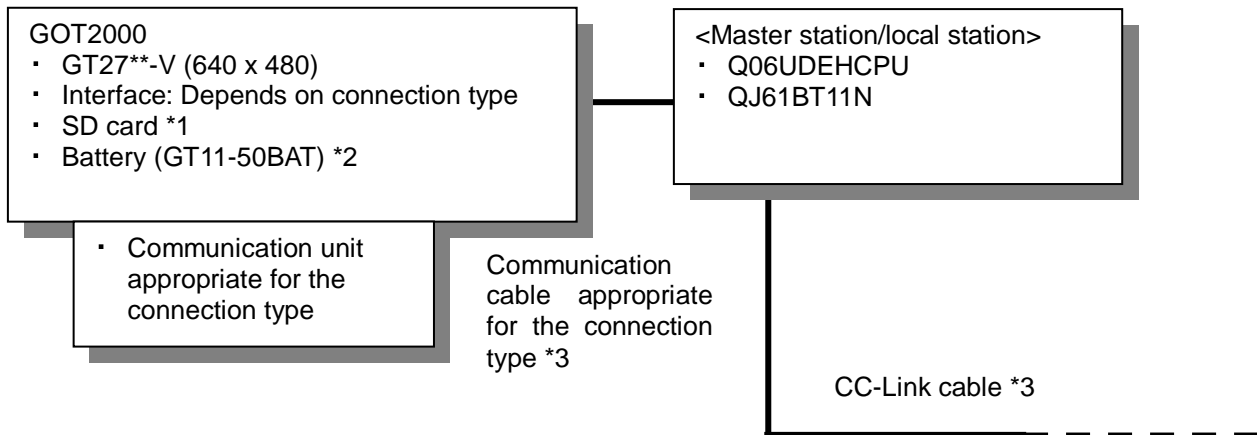 GOT2000
・ GT27**-V (640 x 480)
・ Interface: Depends on connection type
・ SD card *1
・ Battery (GT11-50BAT) *2
<Master station/local station>
・ Q06UDEHCPU
・ QJ61BT11N
・ Communication unit
appropriate for the
connection type
Communication
cable appropriate
for the connection
type *3
CC-Link cable *3